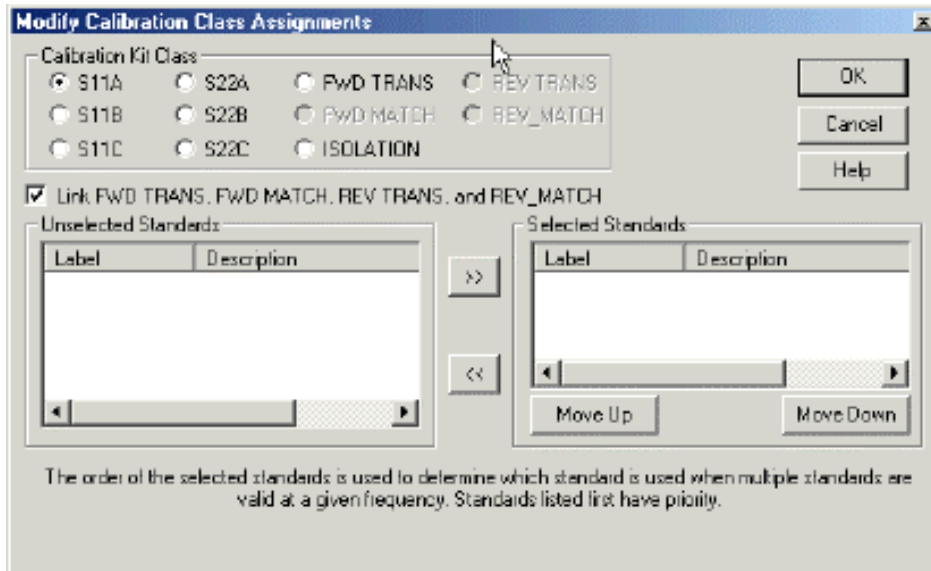 Modify Calibration Class Assignments
Calibration Kit Class
S11A S22A FWD TRANS REV TRANS
S11B S22B FWD MATCH REV_MATCH
S11C S22C ISOLATION
OK
Cancel
Help
Link FWD TRANS, FWD MATCH, REV TRANS, and REV_MATCH
Unselected Standards
Label Description
>>
<<
Selected Standards
Label Description
Move Up Move Down
The order of the selected standards is used to determine which standard is used when multiple standards are
valid at a given frequency. Standards listed first have priority.